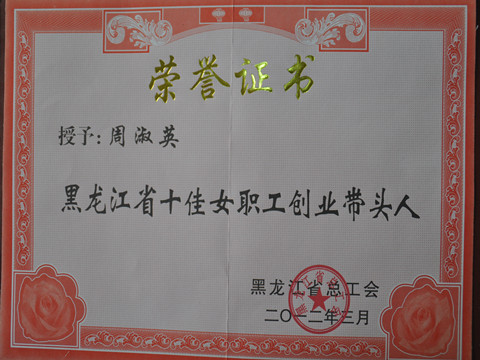 荣誉证书
授予：周淑英
黑龙江省十佳女职工创业带头人
黑龙江省总工会
二〇一二年三月